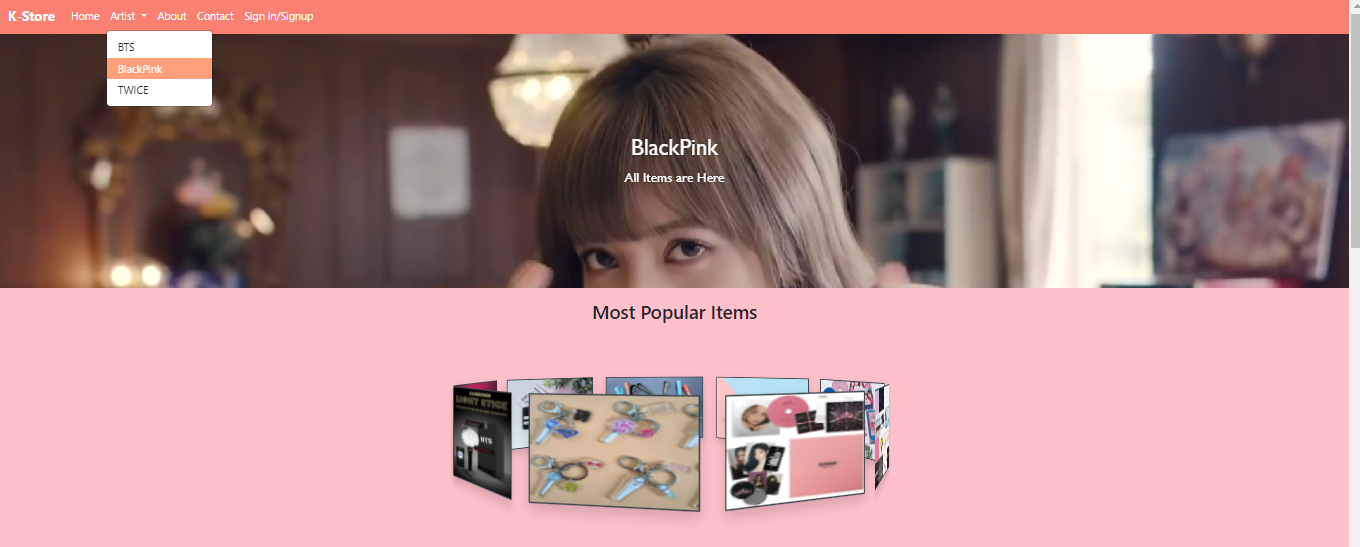 K-Store Home Artist About Contact Sign in/Signup
BTS
BlackPink
TWICE
BlackPink
All Items are Here
Most Popular Items
LIGHT STICK
BTS